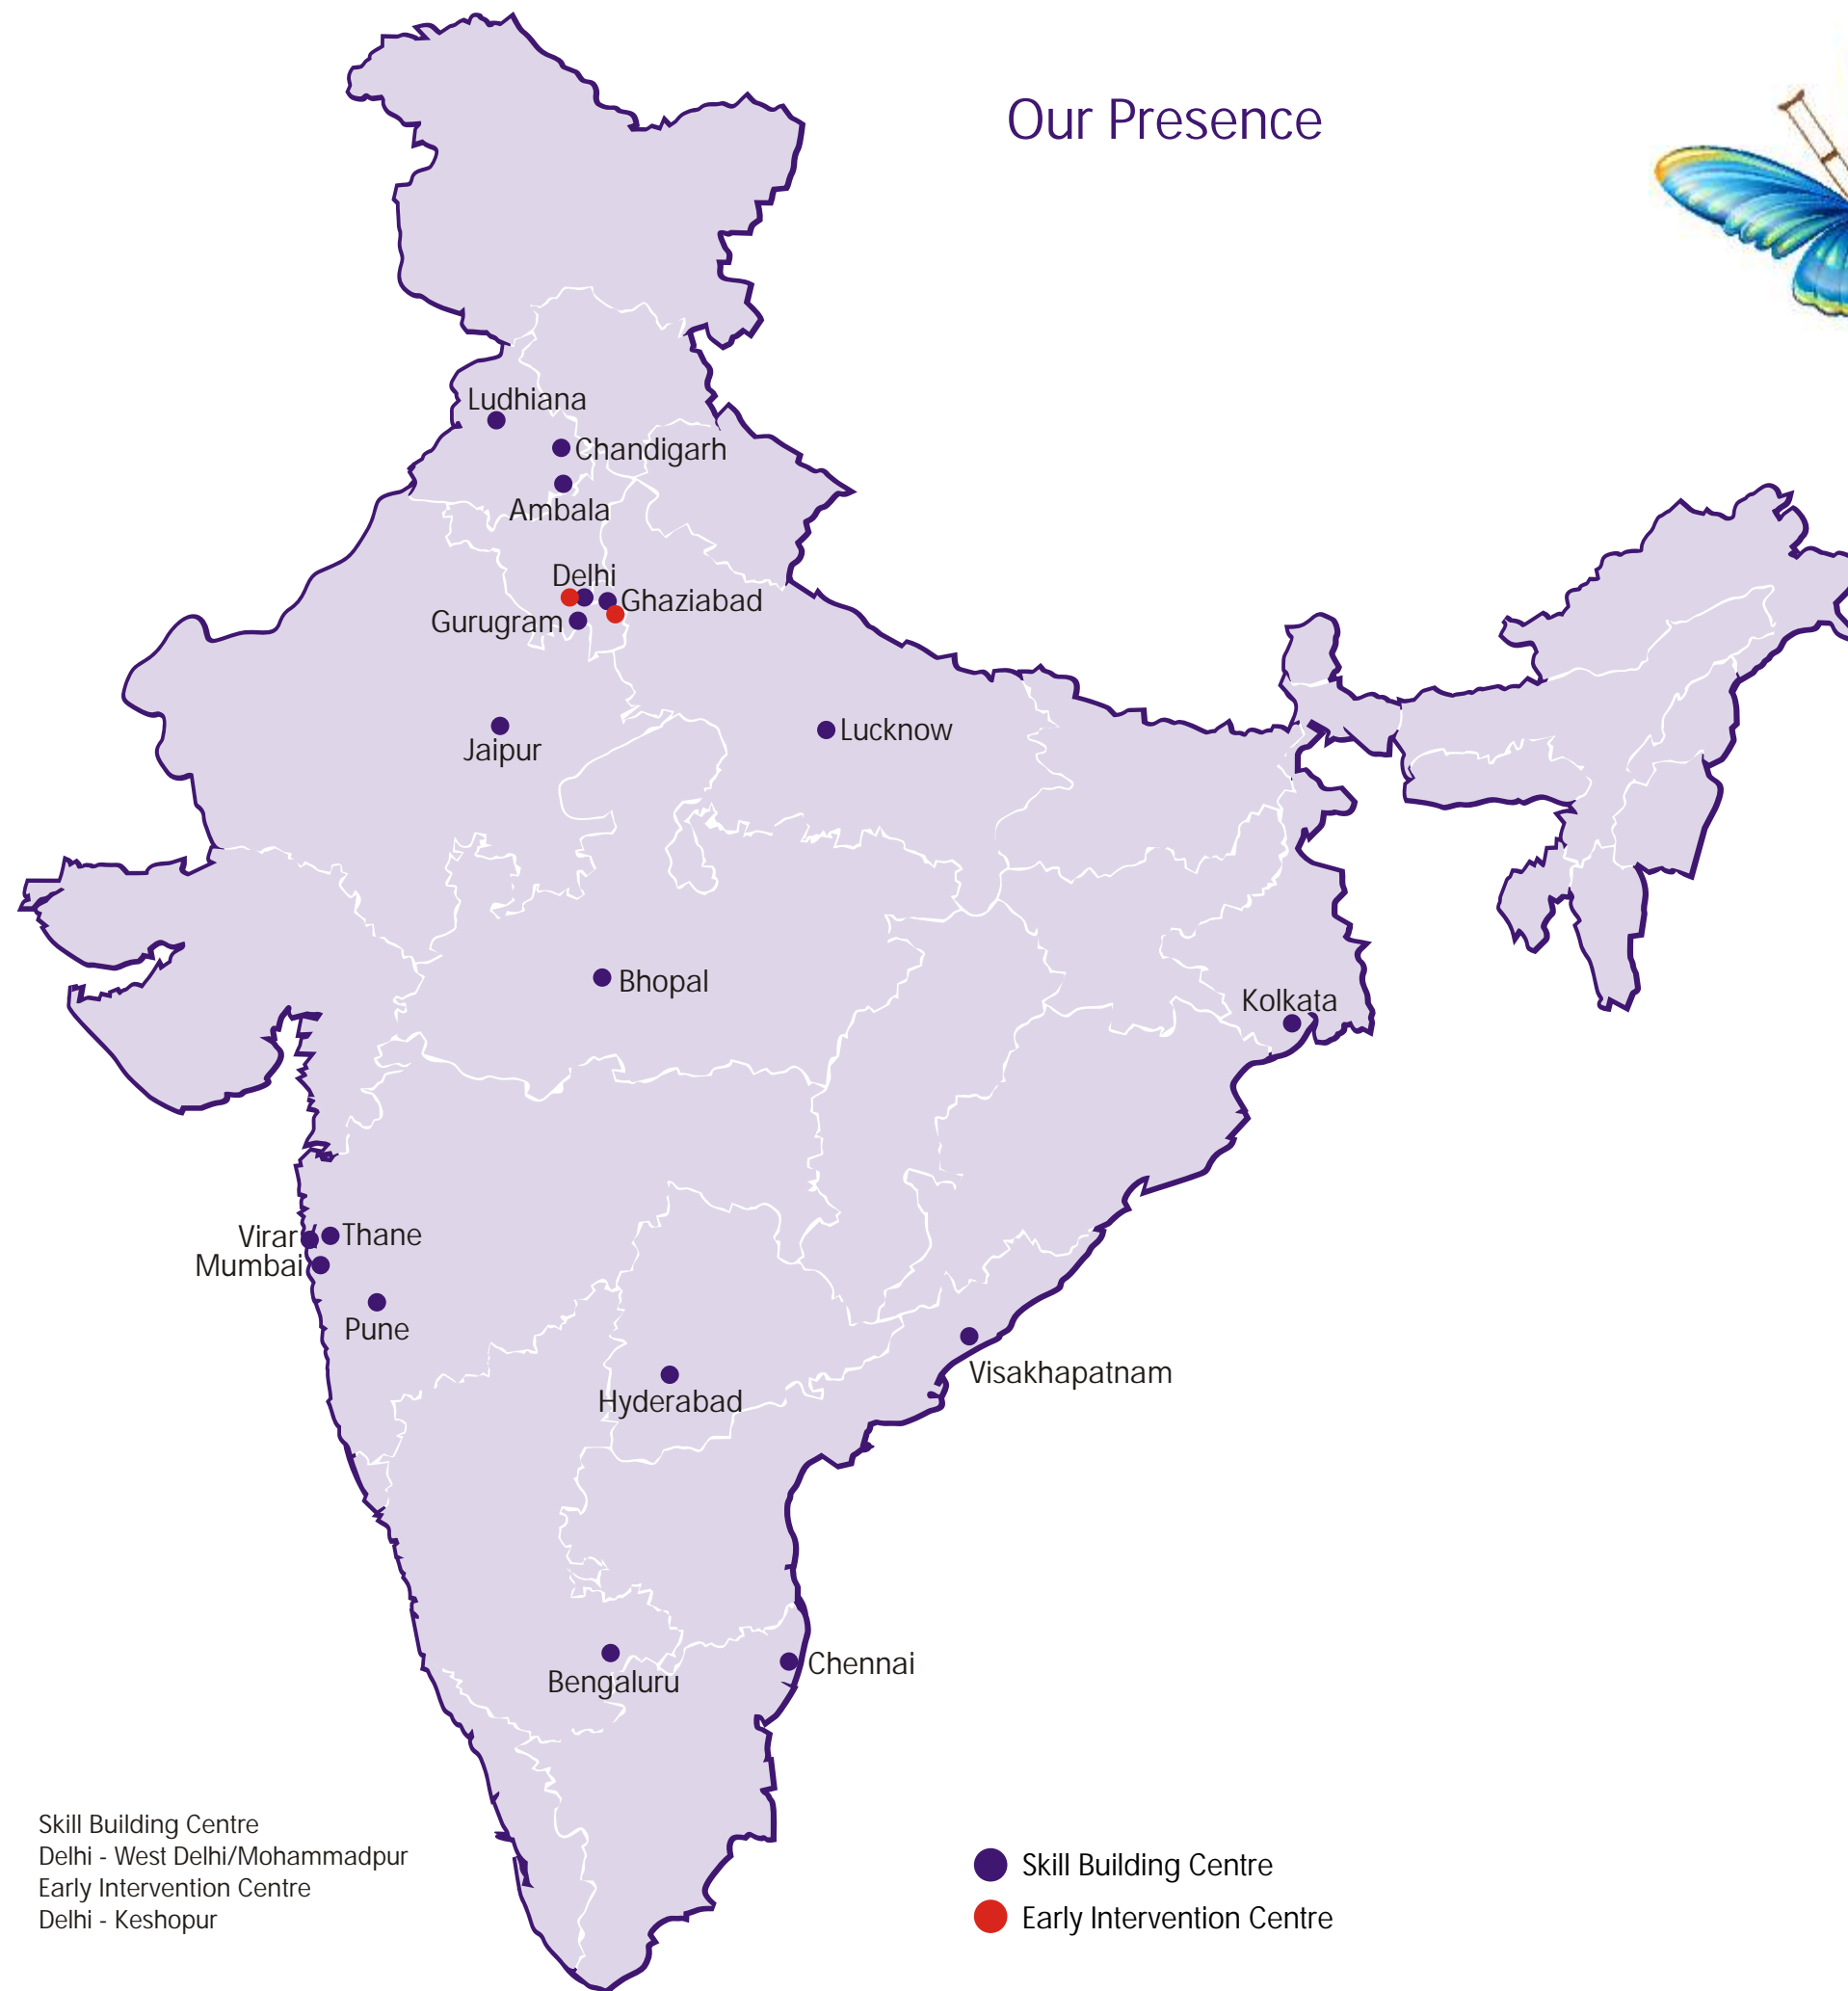 Our Presence
Ludhiana
Chandigarh
Ambala
Delhi
Ghaziabad
Gurugram
Jaipur
Lucknow
Bhopal
Kolkata
Virar
Thane
Mumbai
Pune
Visakhapatnam
Hyderabad
Bengaluru
Chennai
Skill Building Centre
Delhi - West Delhi/Mohammadpur
Early Intervention Centre
Delhi - Keshopur
Skill Building Centre
Early Intervention Centre